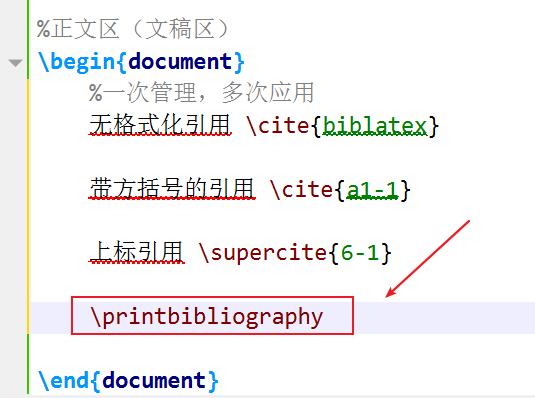 %正文区（文稿区）
\begin{document}
%一次管理，多次应用
无格式化引用 \cite{biblatex}
带方括号的引用 \cite{a1-1}
上标引用 \supercite{6-1}
\printbibliography
\end{document}